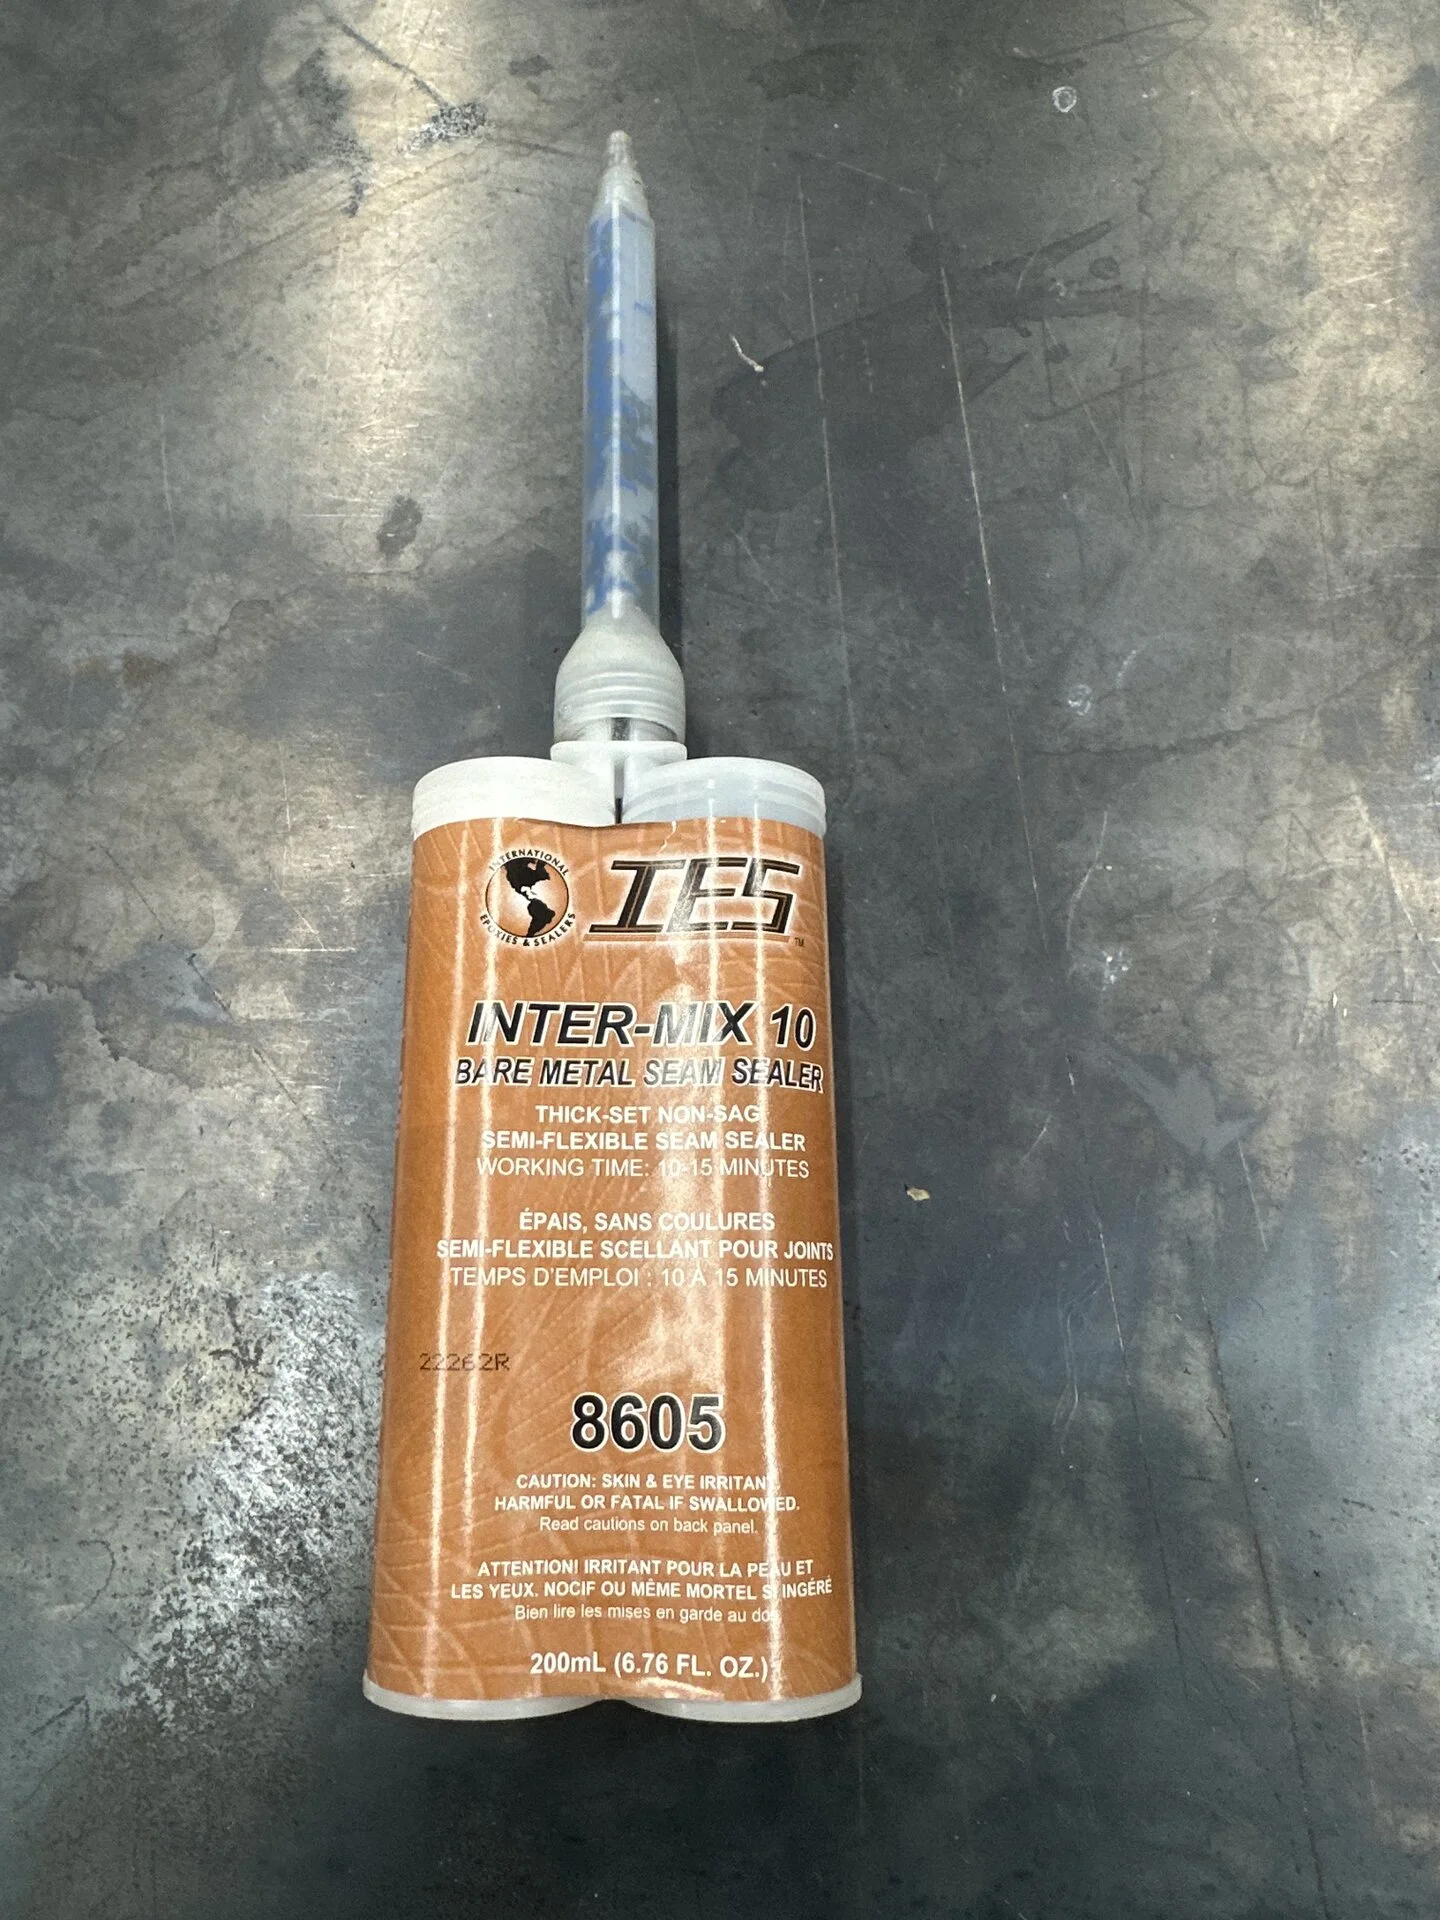 INTERNATIONAL
EPOXIES & SEALERS
IES
TM
INTER-MIX 10
BARE METAL SEAM SEALER
THICK-SET NON-SAG
SEMI-FLEXIBLE SEAM SEALER
WORKING TIME: 10-15 MINUTES
ÉPAIS, SANS COULURES
SEMI-FLEXIBLE SCELLANT POUR JOINTS
TEMPS D'EMPLOI : 10 À 15 MINUTES
22262R
8605
CAUTION: SKIN & EYE IRRITANT.
HARMFUL OR FATAL IF SWALLOWED.
Read cautions on back panel.
ATTENTION! IRRITANT POUR LA PEAU ET
LES YEUX. NOCIF OU MÊME MORTEL SI INGÉRÉ
Bien lire les mises en garde au dos
200mL (6.76 FL. OZ.)